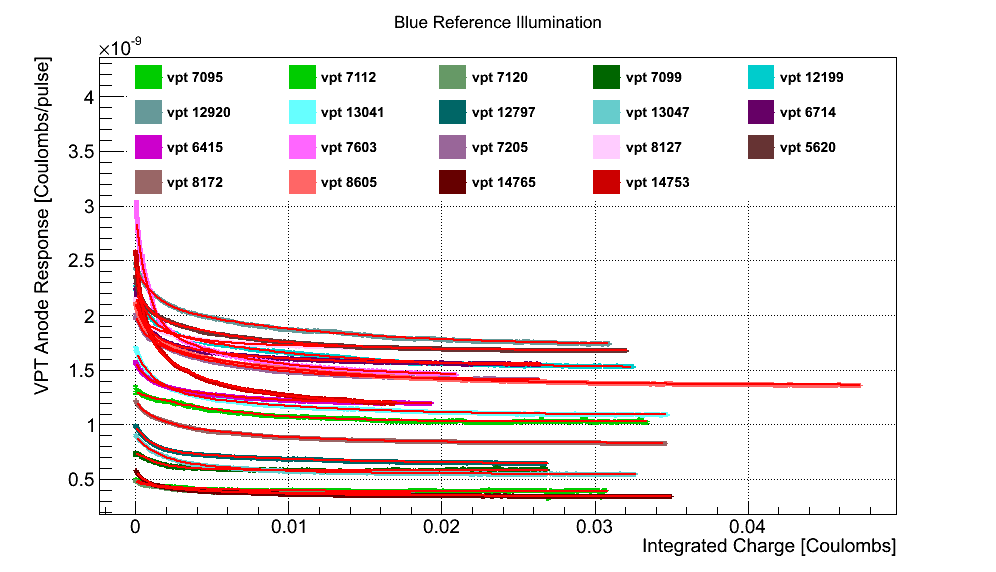 Blue Reference Illumination
×10⁻⁹
vpt 7095 vpt 7112 vpt 7120 vpt 7099 vpt 12199
vpt 12920 vpt 13041 vpt 12797 vpt 13047 vpt 6714
vpt 6415 vpt 7603 vpt 7205 vpt 8127 vpt 5620
vpt 8172 vpt 8605 vpt 14765 vpt 14753
VPT Anode Response [Coulombs/pulse]
4
3.5
3
2.5
2
1.5
1
0.5
0 0.01 0.02 0.03 0.04
Integrated Charge [Coulombs]